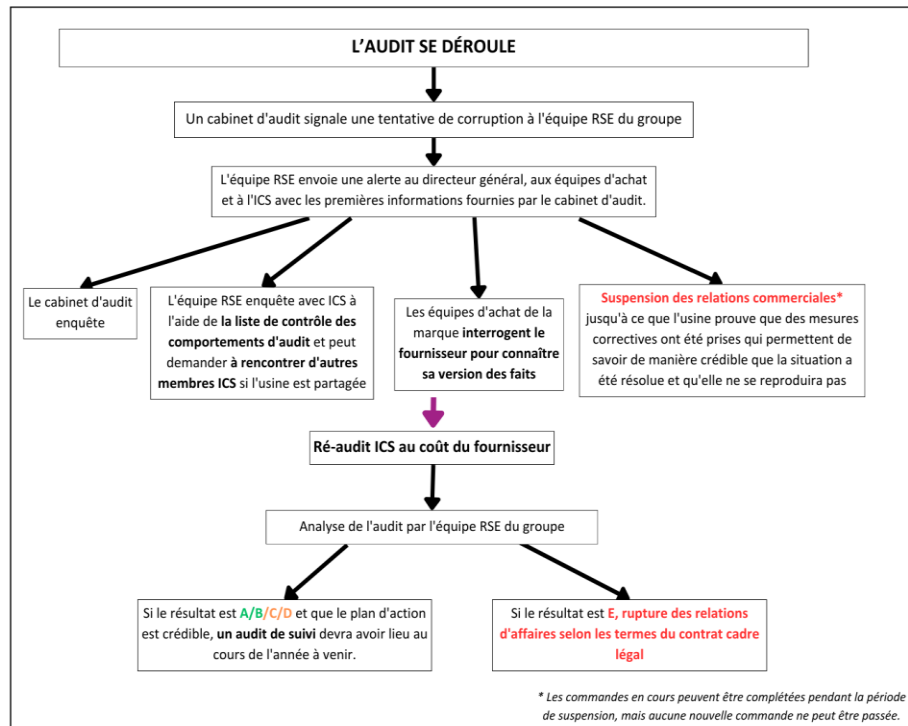 L'AUDIT SE DÉROULE
Un cabinet d'audit signale une tentative de corruption à l'équipe RSE du groupe
L'équipe RSE envoie une alerte au directeur général, aux équipes d'achat
et à l'ICS avec les premières informations fournies par le cabinet d'audit.
Le cabinet d'audit
enquête
L'équipe RSE enquête avec ICS à
l'aide de la liste de contrôle des
comportements d'audit et peut
demander à rencontrer d'autres
membres ICS si l'usine est partagée
Les équipes d'achat de la
marque interrogent le
fournisseur pour connaître
sa version des faits
Suspension des relations commerciales*
jusqu'à ce que l'usine prouve que des mesures
correctives ont été prises qui permettent de
savoir de manière crédible que la situation a
été résolue et qu'elle ne se reproduira pas
Ré-audit ICS au coût du fournisseur
Analyse de l'audit par l'équipe RSE du groupe
Si le résultat est A/B/C/D et que le plan d'action
est crédible, un audit de suivi devra avoir lieu au
cours de l'année à venir.
Si le résultat est E, rupture des relations
d'affaires selon les termes du contrat cadre
légal
* Les commandes en cours peuvent être complétées pendant la période
de suspension, mais aucune nouvelle commande ne peut être passée.